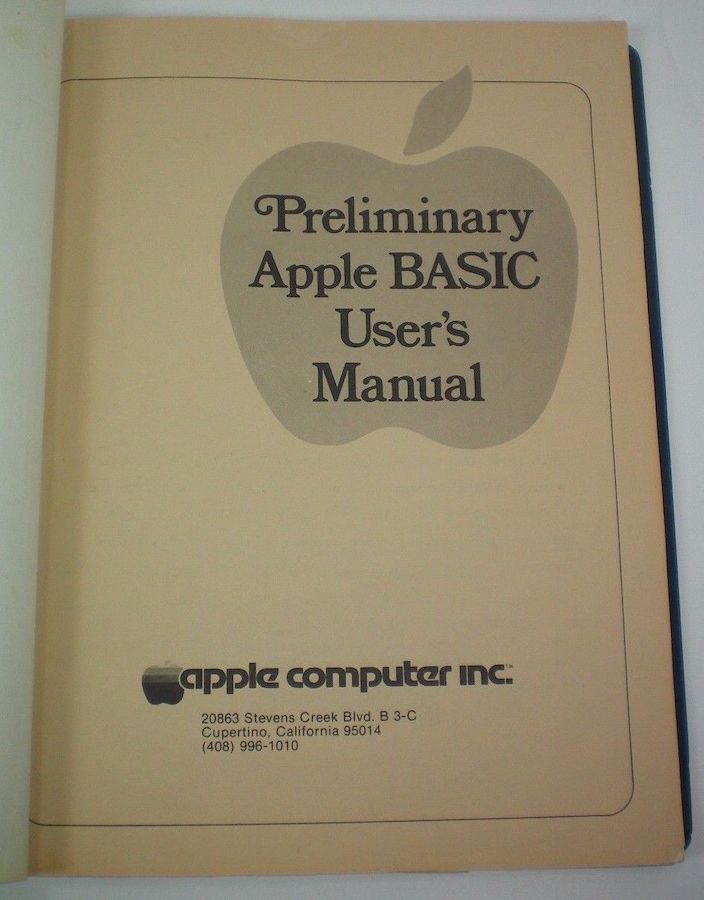 Preliminary
Apple BASIC
User's
Manual
apple computer inc.™
20863 Stevens Creek Blvd. B 3-C
Cupertino, California 95014
(408) 996-1010